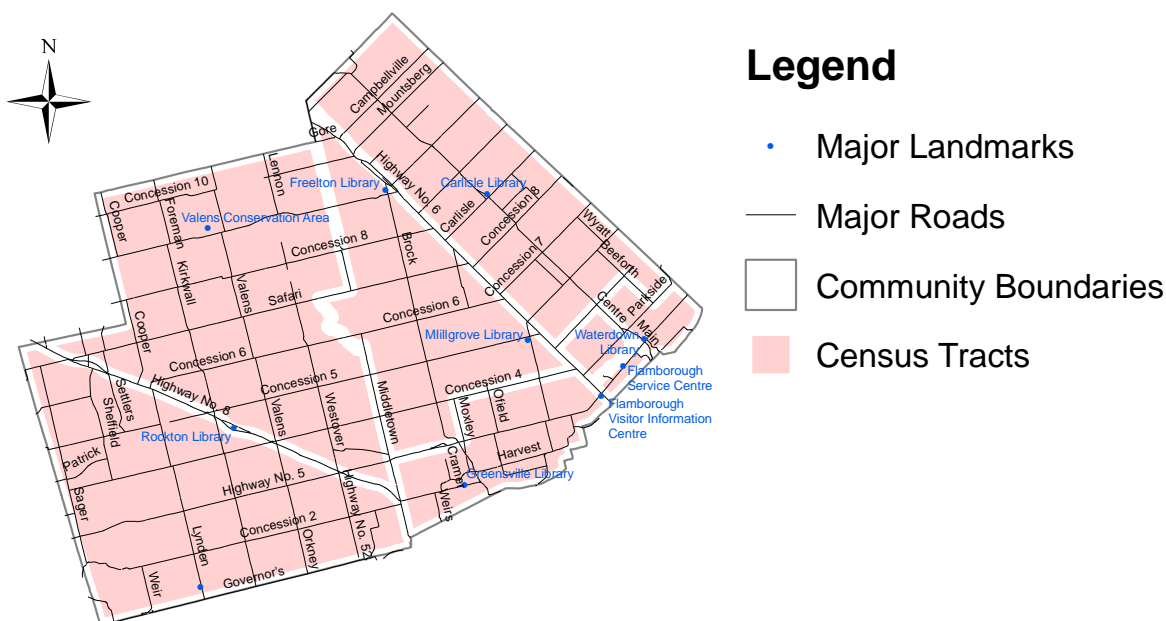 N
Legend
Major Landmarks
Major Roads
Community Boundaries
Census Tracts
Campbellville
Mountsberg
Gore
Highway No. 6
Lennon
Freelton Library
Carlisle Library
Concession 10
Cooper
Foreman
Valens Conservation Area
Carlisle
Concession 8
Wyatt
Beeforth
Concession 8
Brock
Concession 7
Kirkwall
Valens
Safari
Parkside
Centre
Main
Concession 6
Cooper
MIillgrove Library
Waterdown
Library
Concession 6
Flamborough
Service Centre
Highway No. 8
Concession 5
Concession 4
Settlers
Sheffield
Valens
Westover
Middletown
Moxley
Ofield
Flamborough
Visitor Information
Centre
Rockton Library
Patrick
Harvest
Cramer
Greensville Library
Highway No. 5
Sager
Highway No. 52
Weirs
Concession 2
Lynden
Orkney
Weir
Governor's